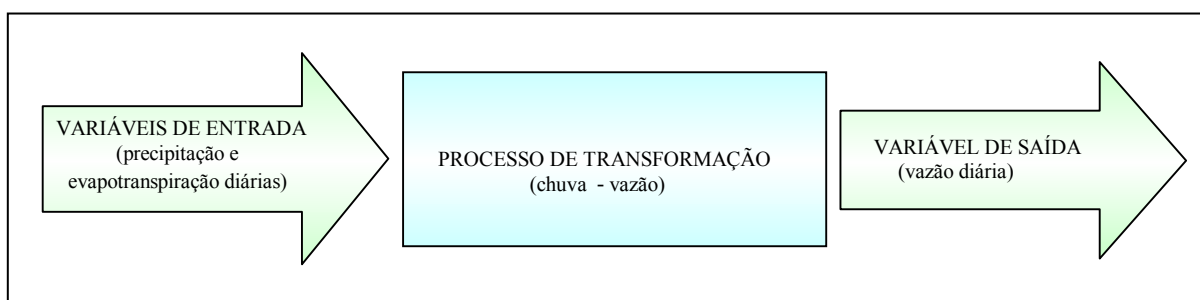 VARIÁVEIS DE ENTRADA
(precipitação e
evapotranspiração diárias)
PROCESSO DE TRANSFORMAÇÃO
(chuva - vazão)
VARIÁVEL DE SAÍDA
(vazão diária)